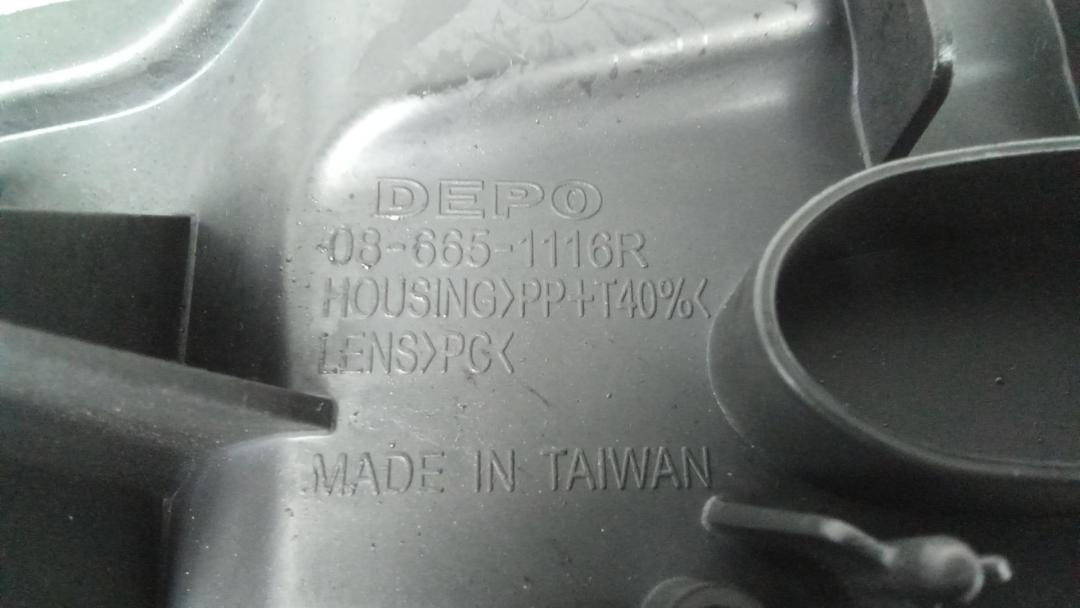 DEPO
08-665-1116R
HOUSING>PP+T40%<
LENS>PC<
MADE IN TAIWAN